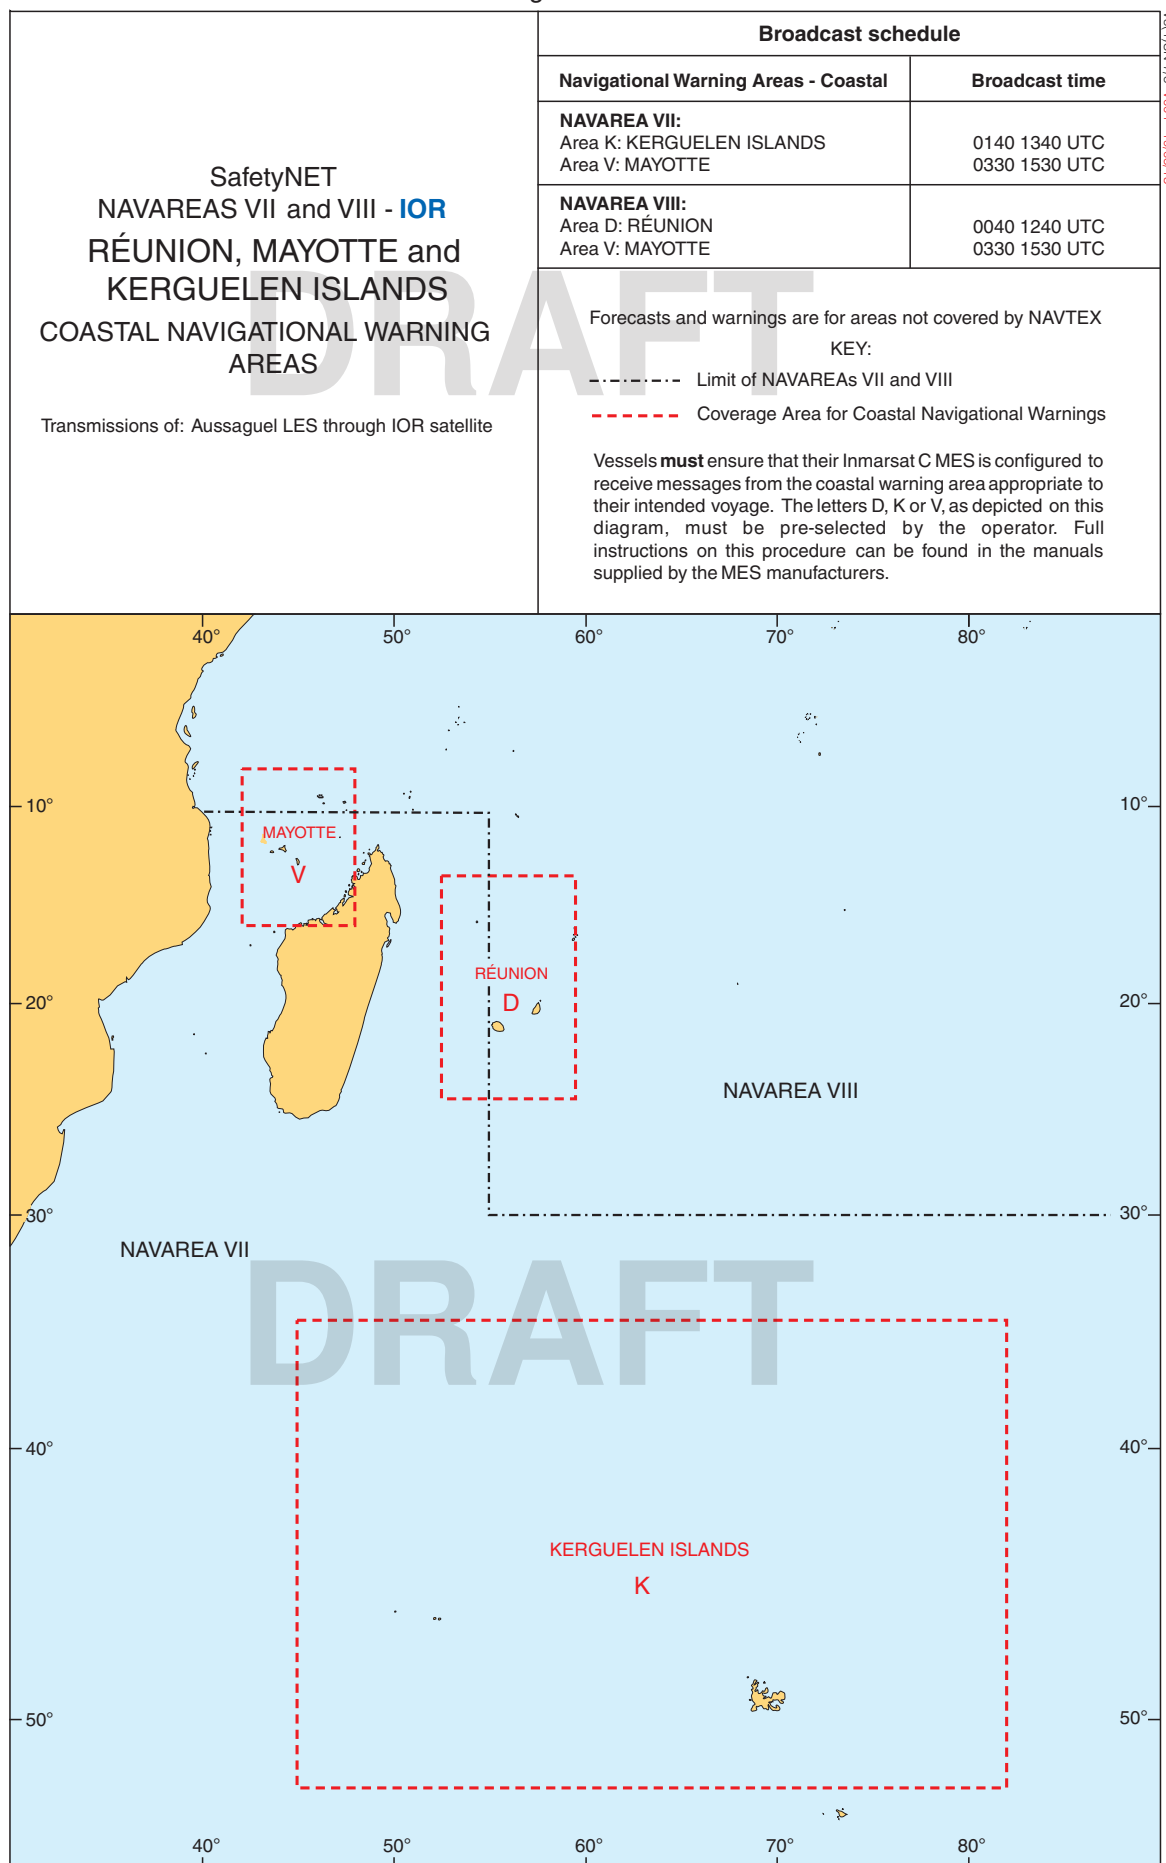 SafetyNET
NAVAREAS VII and VIII - IOR
RÉUNION, MAYOTTE and
KERGUELEN ISLANDS
COASTAL NAVIGATIONAL WARNING
AREAS
Transmissions of: Aussaguel LES through IOR satellite
Broadcast schedule
Navigational Warning Areas - Coastal Broadcast time
NAVAREA VII:
Area K: KERGUELEN ISLANDS 0140 1340 UTC
Area V: MAYOTTE 0330 1530 UTC
NAVAREA VIII:
Area D: RÉUNION 0040 1240 UTC
Area V: MAYOTTE 0330 1530 UTC
DRAFT
Forecasts and warnings are for areas not covered by NAVTEX
KEY:
Limit of NAVAREAs VII and VIII
Coverage Area for Coastal Navigational Warnings
Vessels must ensure that their Inmarsat C MES is configured to
receive messages from the coastal warning area appropriate to
their intended voyage. The letters D, K or V, as depicted on this
diagram, must be pre-selected by the operator. Full
instructions on this procedure can be found in the manuals
supplied by the MES manufacturers.
40° 50° 60° 70° 80°
10° 10°
MAYOTTE
V
RÉUNION
D
20° 20°
NAVAREA VIII
30° 30°
NAVAREA VII
DRAFT
40° 40°
KERGUELEN ISLANDS
K
50° 50°
40° 50° 60° 70° 80°